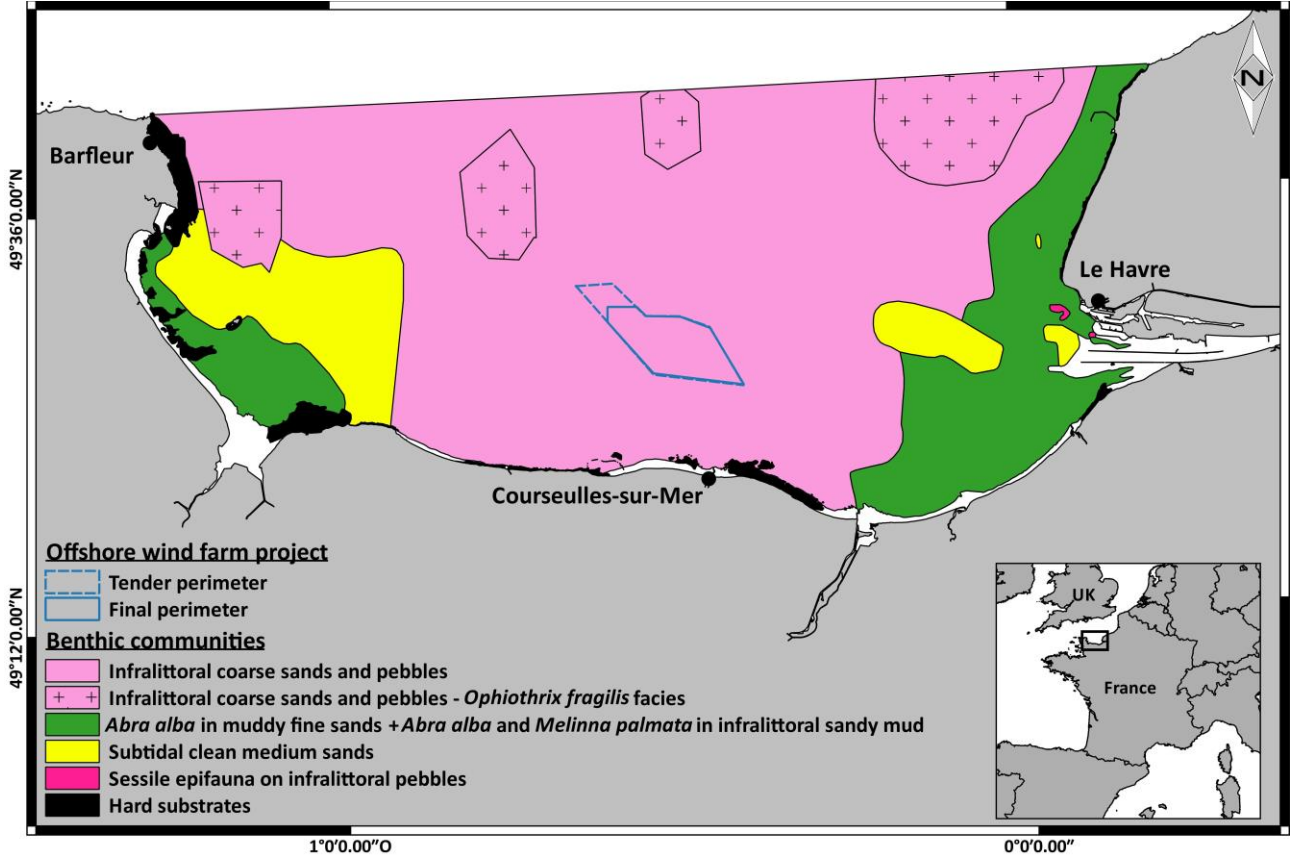 N
Barfleur
Le Havre
Courseulles-sur-Mer
49°36'0.00"N
49°12'0.00"N
Offshore wind farm project
Tender perimeter
Final perimeter
Benthic communities
Infralittoral coarse sands and pebbles
Infralittoral coarse sands and pebbles - Ophiothrix fragilis facies
Abra alba in muddy fine sands + Abra alba and Melinna palmata in infralittoral sandy mud
Subtidal clean medium sands
Sessile epifauna on infralittoral pebbles
Hard substrates
UK
France
1°0'0.00"O
0°0'0.00"